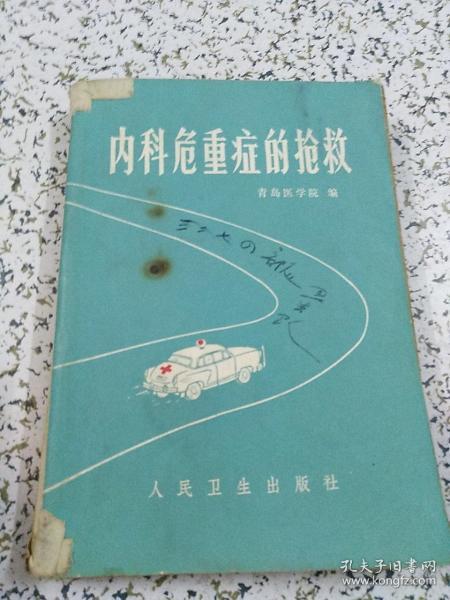 内科危重症的抢救
青岛医学院 编
人民卫生出版社
孔夫子旧书网
www.kongfz.com